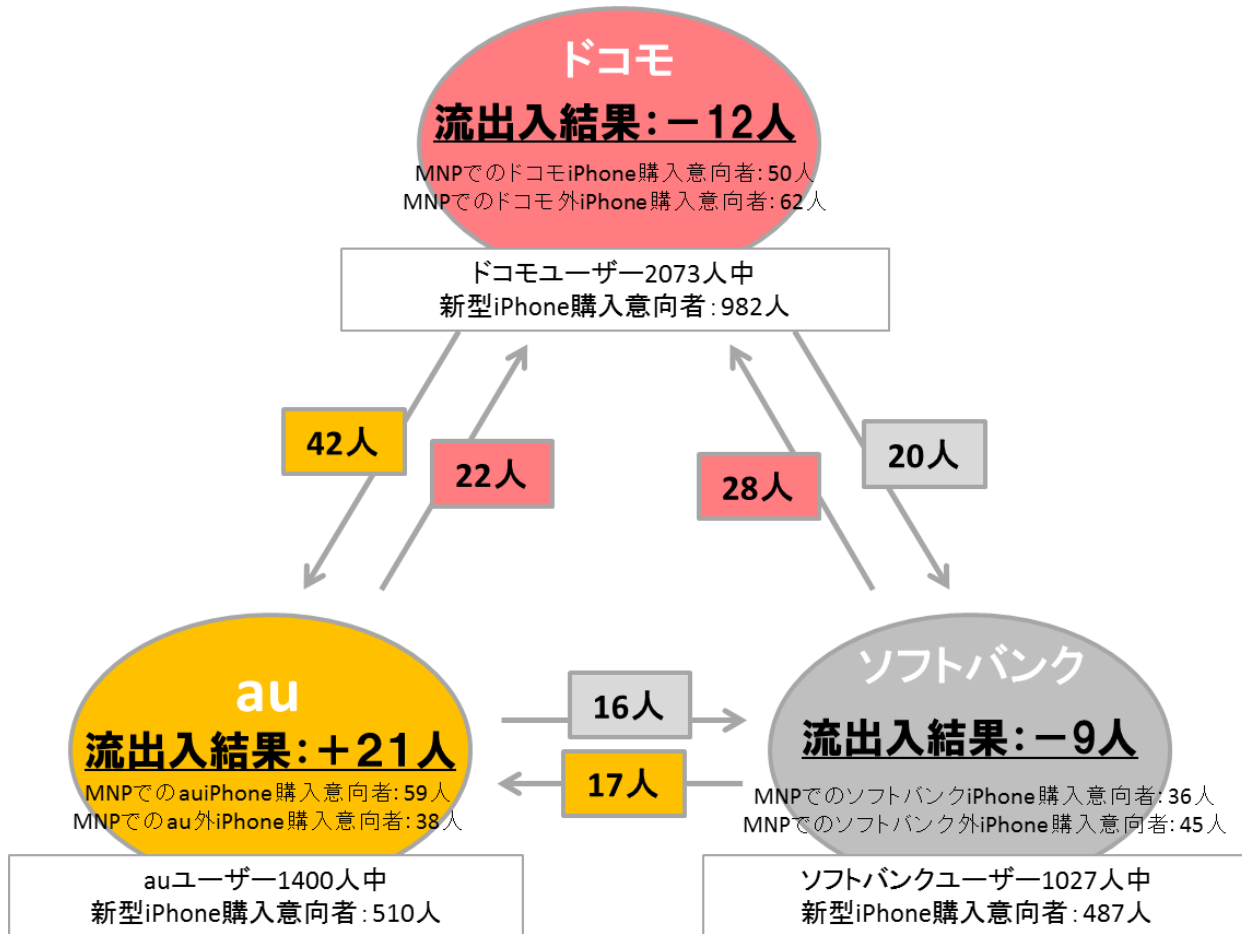 ドコモ
流出入結果:-12人
MNPでのドコモiPhone購入意向者:50人
MNPでのドコモ外iPhone購入意向者:62人
ドコモユーザー2073人中
新型iPhone購入意向者:982人
42人
22人
28人
20人
au
流出入結果:+21人
MNPでのauiPhone購入意向者:59人
MNPでのau外iPhone購入意向者:38人
auユーザー1400人中
新型iPhone購入意向者:510人
16人
17人
ソフトバンク
流出入結果:-9人
MNPでのソフトバンクiPhone購入意向者:36人
MNPでのソフトバンク外iPhone購入意向者:45人
ソフトバンクユーザー1027人中
新型iPhone購入意向者:487人